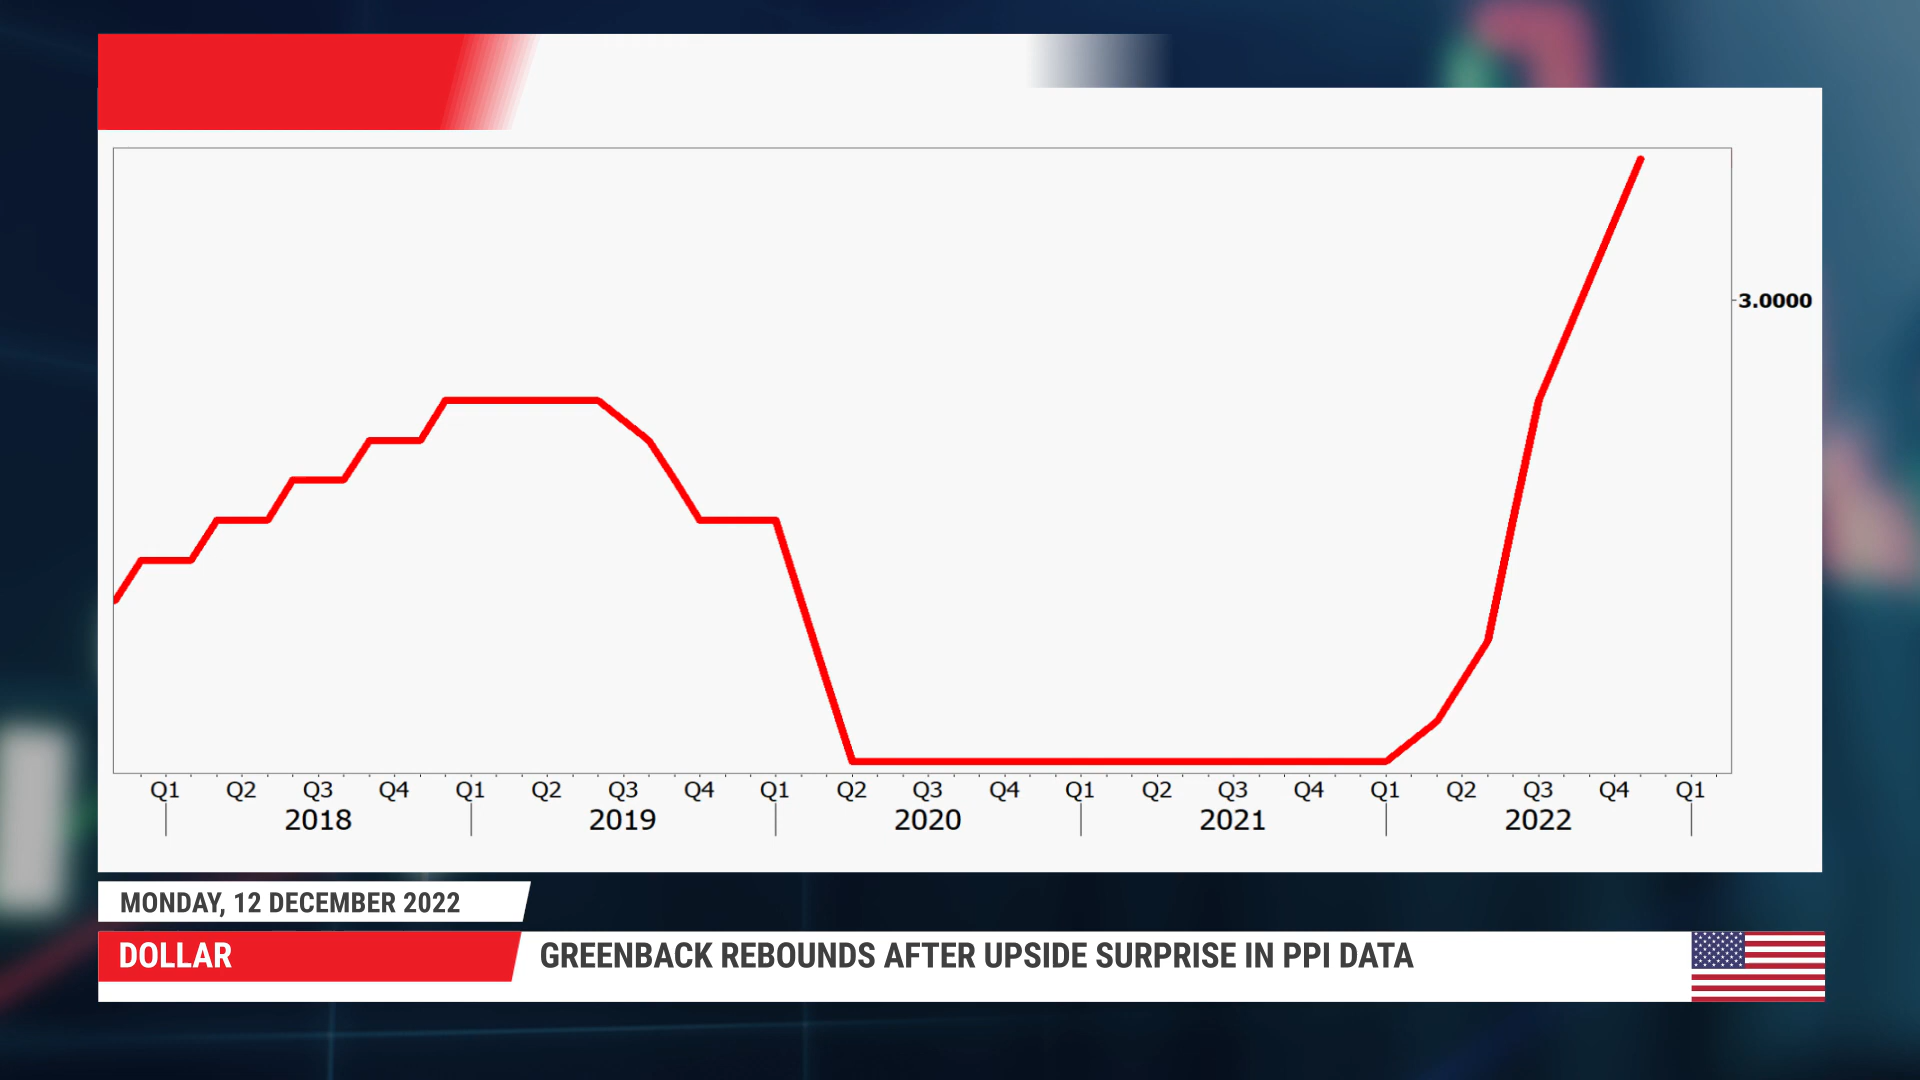 3.0000
Q1 Q2 Q3 Q4 Q1 Q2 Q3 Q4 Q1 Q2 Q3 Q4 Q1 Q2 Q3 Q4 Q1 Q2 Q3 Q4 Q1
2018 2019 2020 2021 2022
MONDAY, 12 DECEMBER 2022
DOLLAR
GREENBACK REBOUNDS AFTER UPSIDE SURPRISE IN PPI DATA